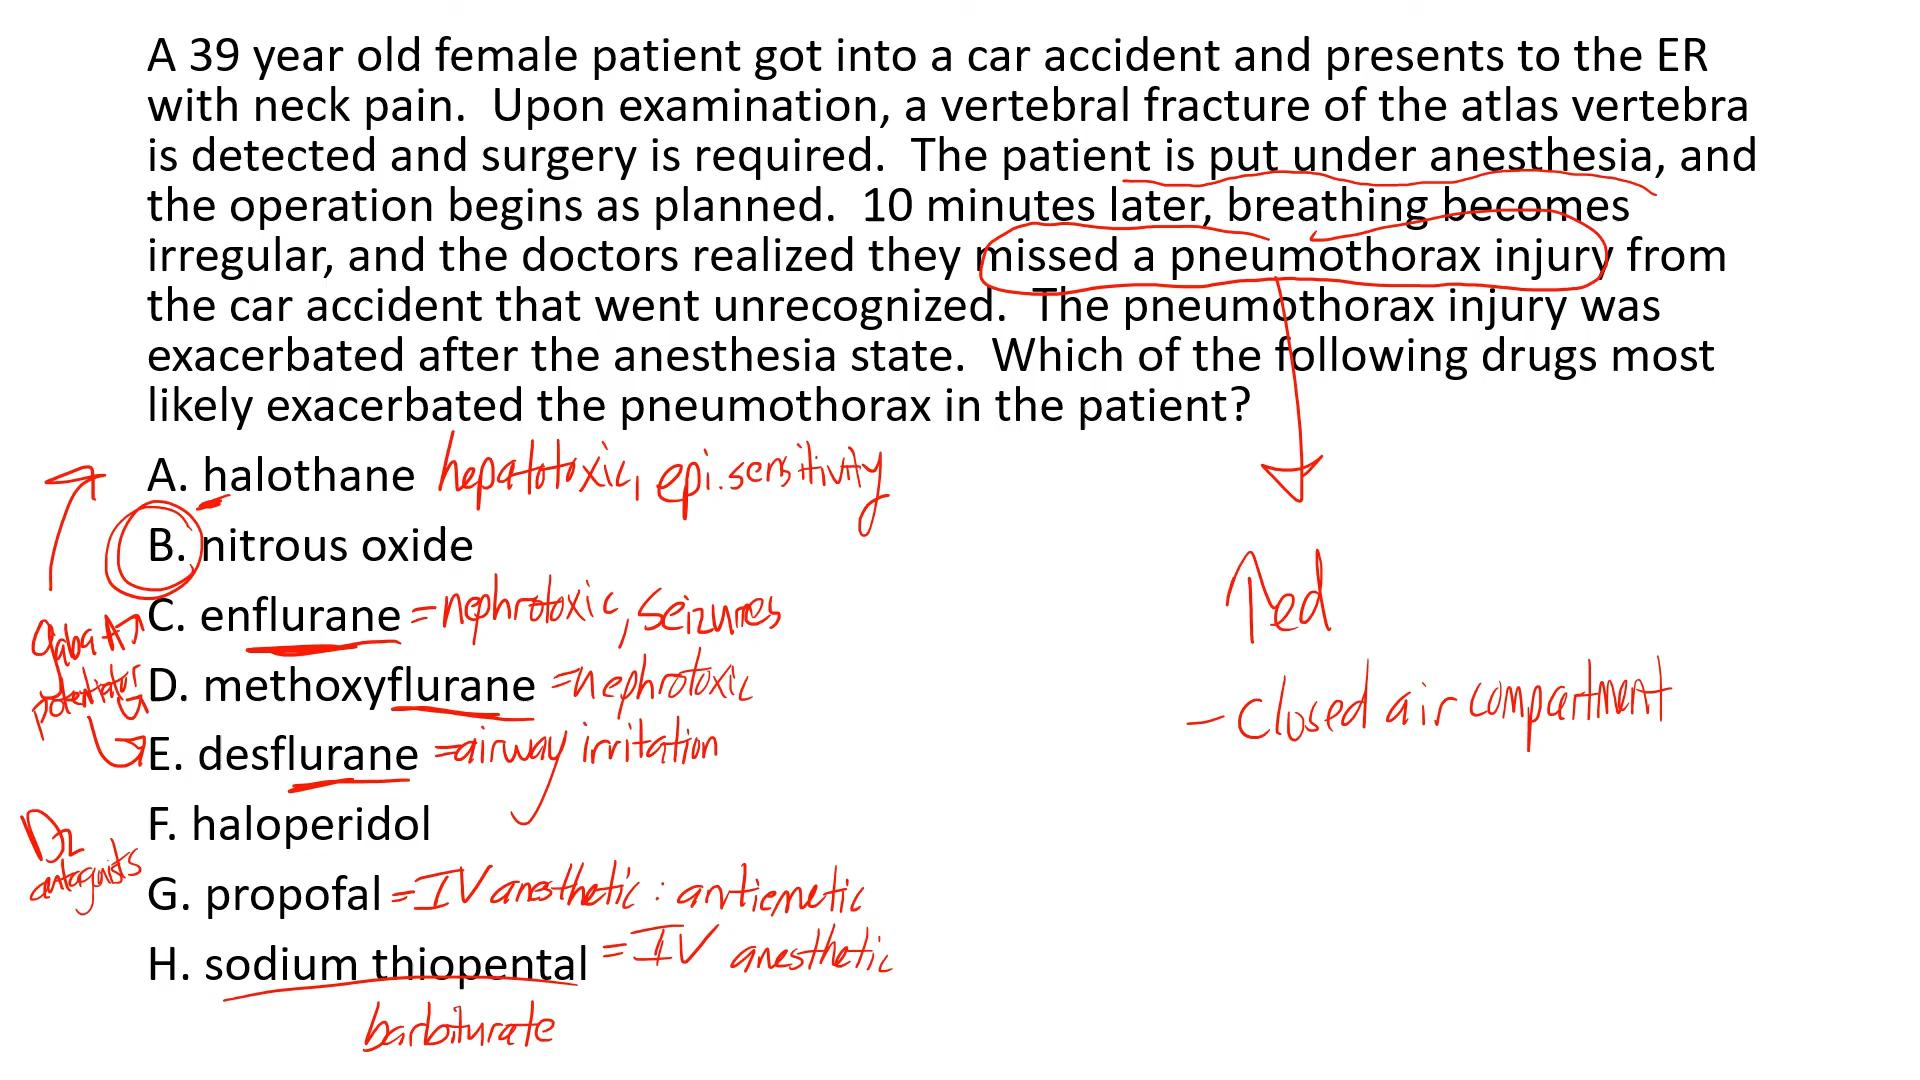 A 39 year old female patient got into a car accident and presents to the ER
with neck pain.  Upon examination, a vertebral fracture of the atlas vertebra
is detected and surgery is required.  The patient is put under anesthesia, and
the operation begins as planned.  10 minutes later, breathing becomes
irregular, and the doctors realized they missed a pneumothorax injury from
the car accident that went unrecognized.  The pneumothorax injury was
exacerbated after the anesthesia state.  Which of the following drugs most
likely exacerbated the pneumothorax in the patient?
A. halothane hepatotoxic, epi. sensitivity
B. nitrous oxide
C. enflurane = nephrotoxic, seizures
D. methoxyflurane = nephrotoxic
E. desflurane = airway irritation
F. haloperidol
G. propofal = IV anesthetic : antiemetic
H. sodium thiopental = IV anesthetic
barbiturate
gaba A
potentiator
D2
antagonists
- closed air compartment